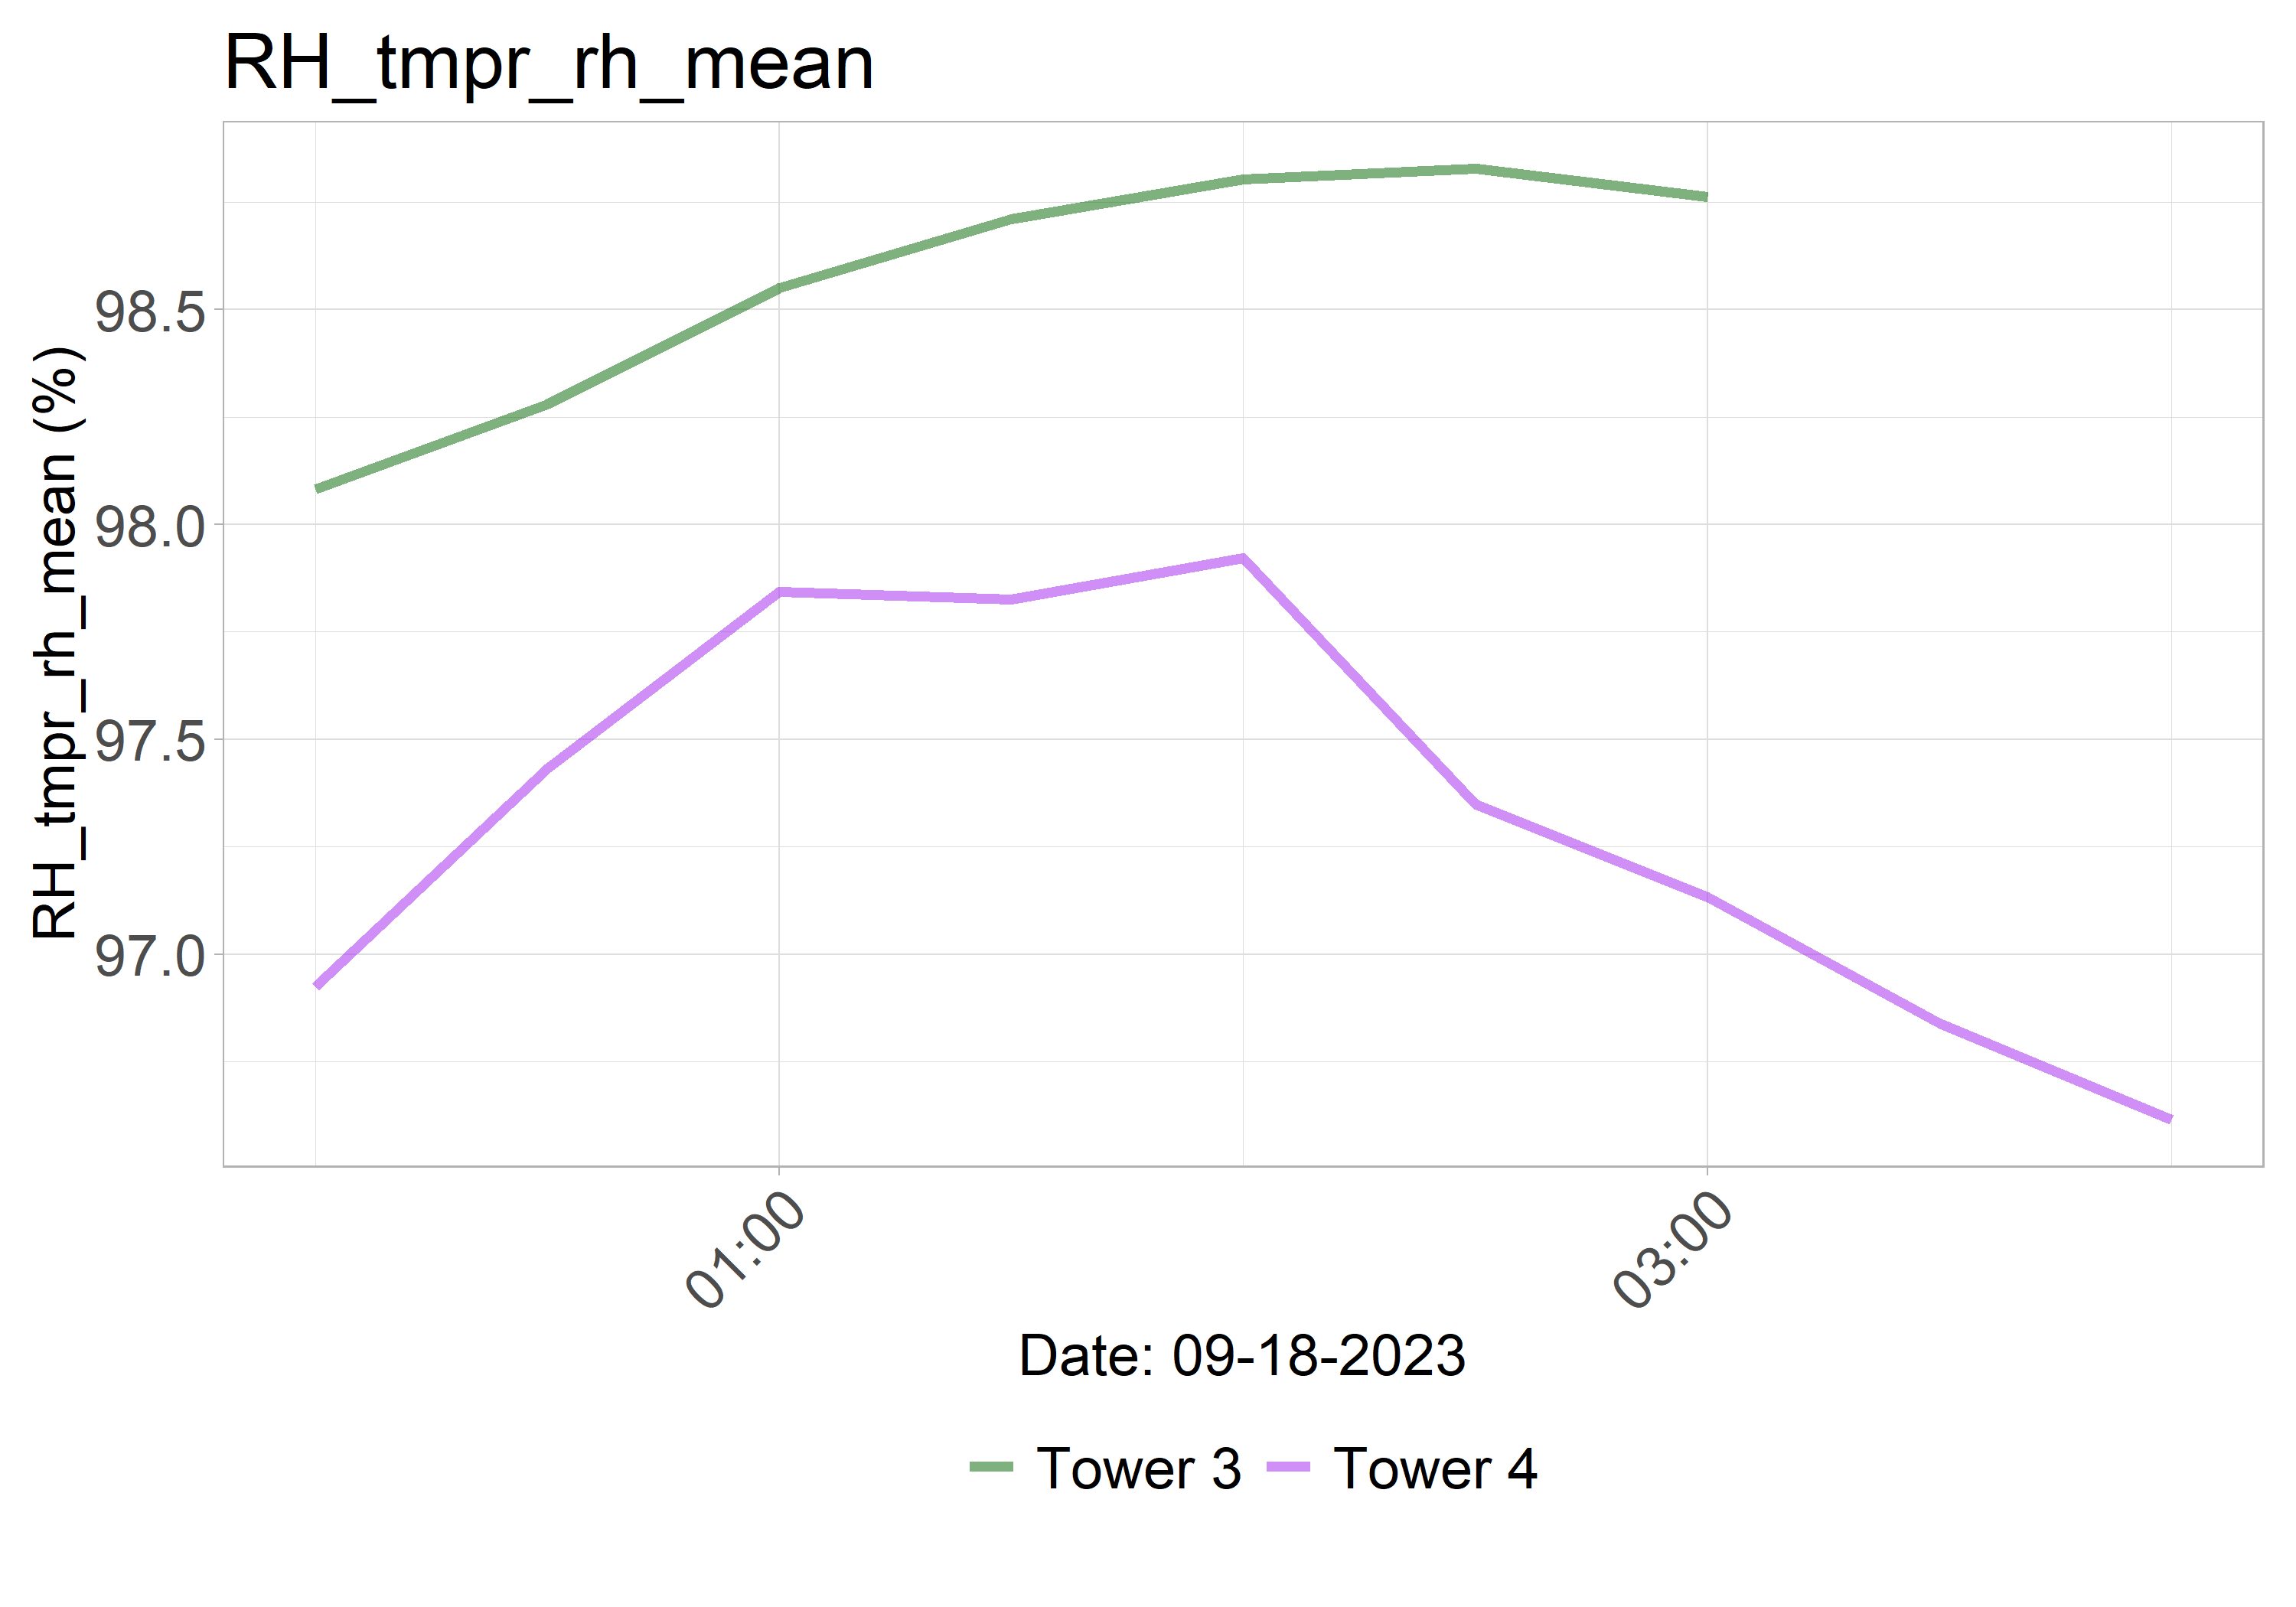 RH_tmpr_rh_mean
RH_tmpr_rh_mean (%)
98.5
98.0
97.5
97.0
01:00
03:00
Date: 09-18-2023
Tower 3
Tower 4